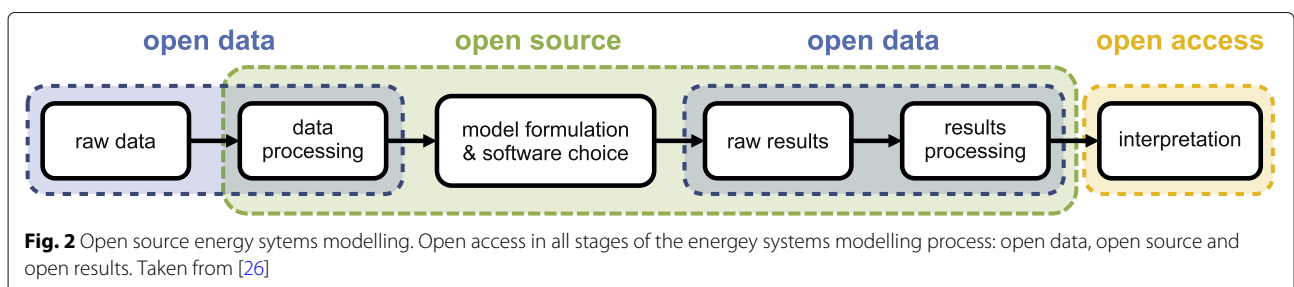 open data open source open data open access
raw data
data
processing
model formulation
& software choice
raw results
results
processing
interpretation
Fig. 2 Open source energy sytems modelling. Open access in all stages of the energey systems modelling process: open data, open source and
open results. Taken from [26]